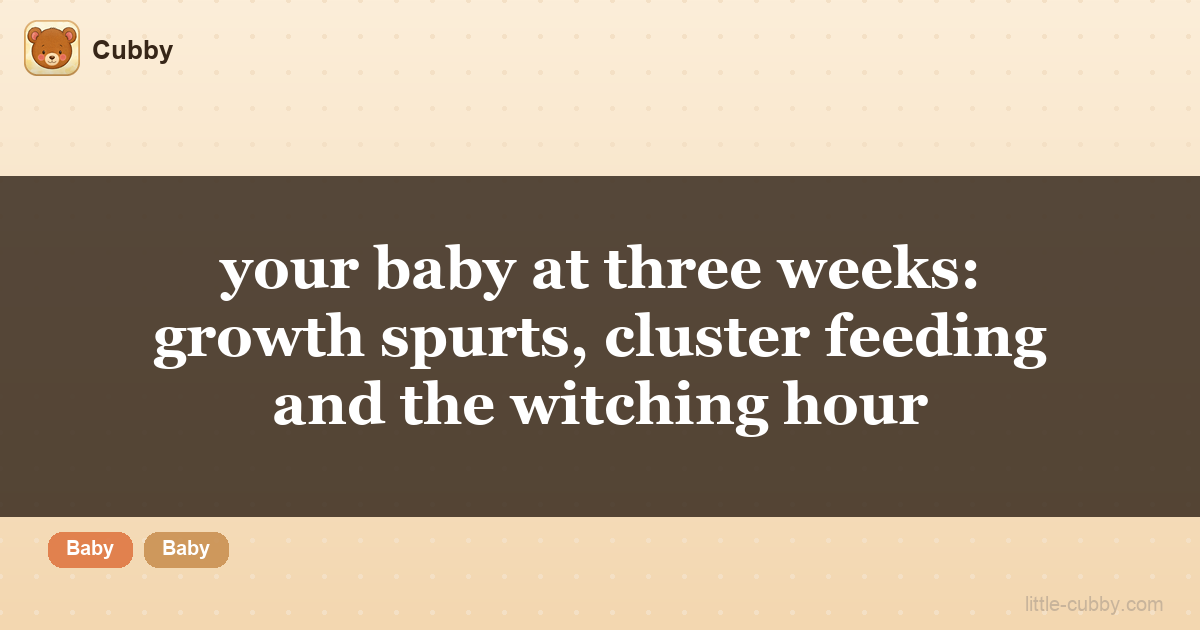 Cubby
your baby at three weeks:
growth spurts, cluster feeding
and the witching hour
Baby
Baby
little-cubby.com